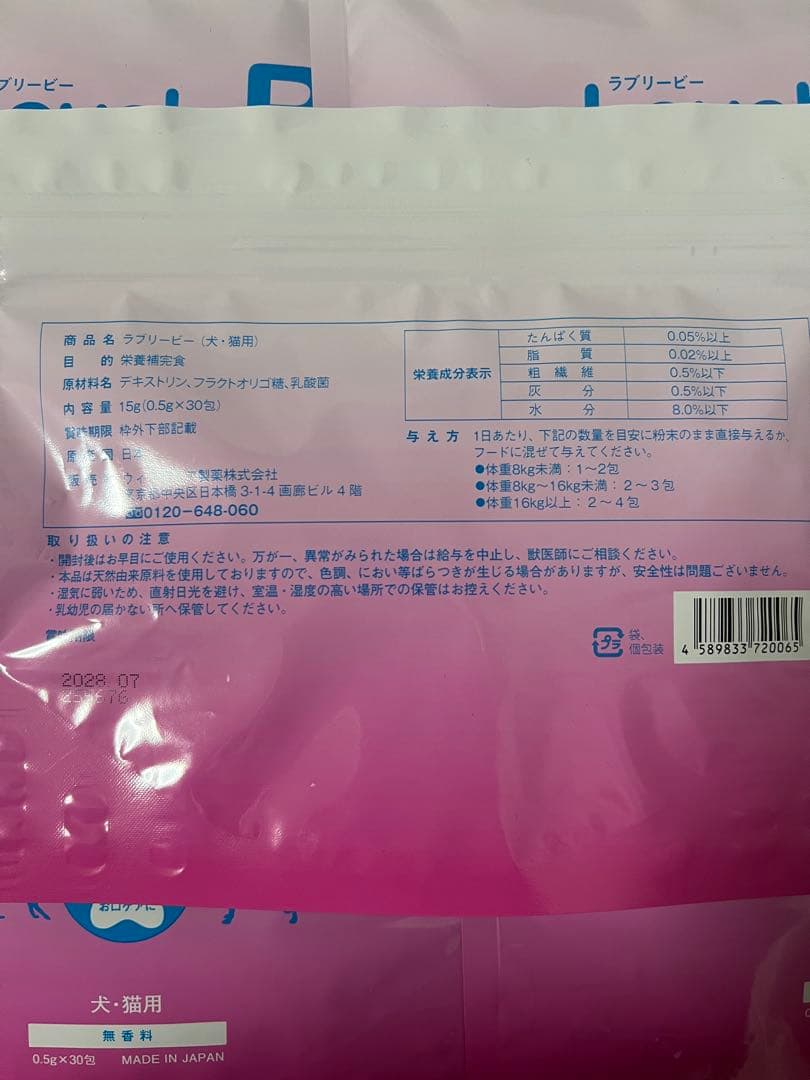 ラブリービー
商品名 ラブリービー（犬・猫用）
目的 栄養補完食
原材料名 デキストリン、フラクトオリゴ糖、乳酸菌
内容量 15g(0.5g×30包)
賞味期限 枠外下部記載
製薬株式会社
東京都中央区日本橋3-1-4 画廊ビル 4階
0120-648-060
栄養成分表示
たんぱく質 0.05%以上
脂質 0.02%以上
粗繊維 0.5%以下
灰分 0.5%以下
水分 8.0%以下
与え方 1日あたり、下記の数量を目安に粉末のまま直接与えるか、
フードに混ぜて与えてください。
●体重8kg未満：1～2包
●体重8kg～16kg未満：2～3包
●体重16kg以上：2～4包
取り扱いの注意
・開封後はお早目にご使用ください。万が一、異常がみられた場合は給与を中止し、獣医師にご相談ください。
・本品は天然由来原料を使用しておりますので、色調、におい等ばらつきが生じる場合がありますが、安全性は問題ございません。
・湿気に弱いため、直射日光を避け、室温・湿度の高い場所での保管はお控えください。
・乳幼児の届かない所へ保管してください。
賞味期限
2028 07
プラ
袋、
個包装
4 589833 720065
お口ケアに
犬・猫用
無香料
0.5g×30包 MADE IN JAPAN